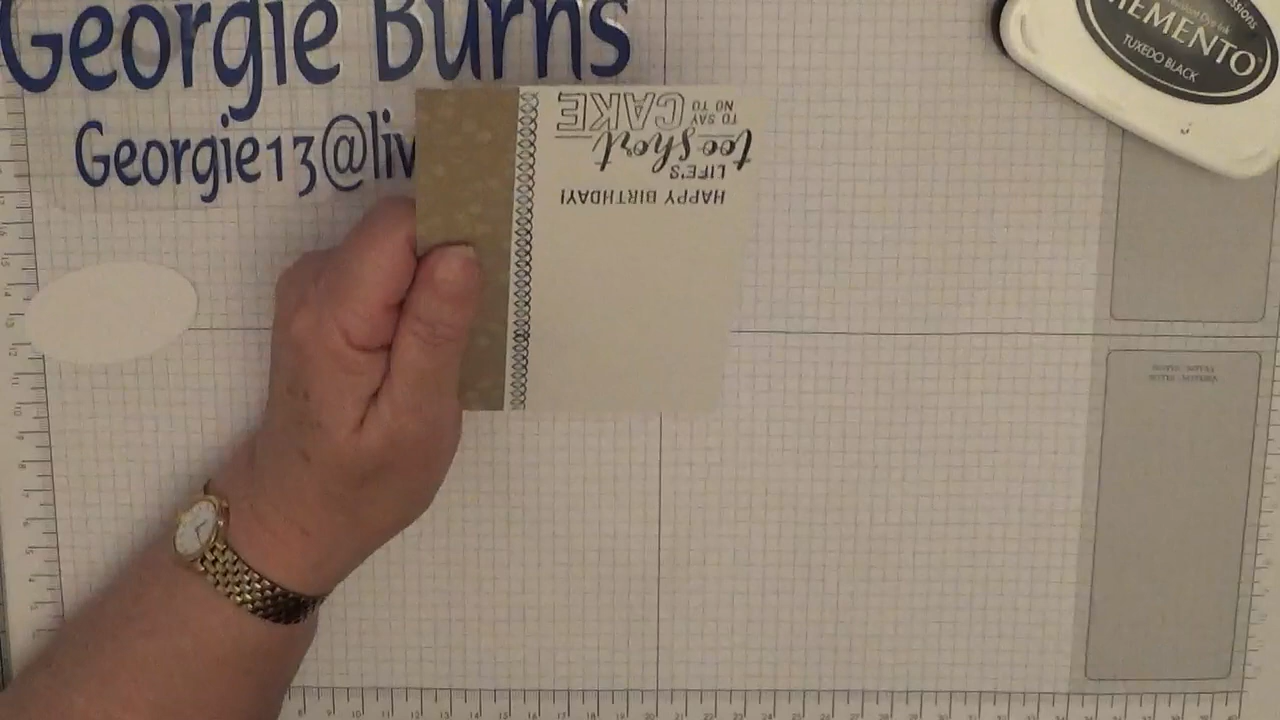 Georgie Burns
Georgie13@liv
MEMENTO
TUXEDO BLACK
HAPPY BIRTHDAY!
LIFE'S
too short
TO SAY
NO TO
CAKE